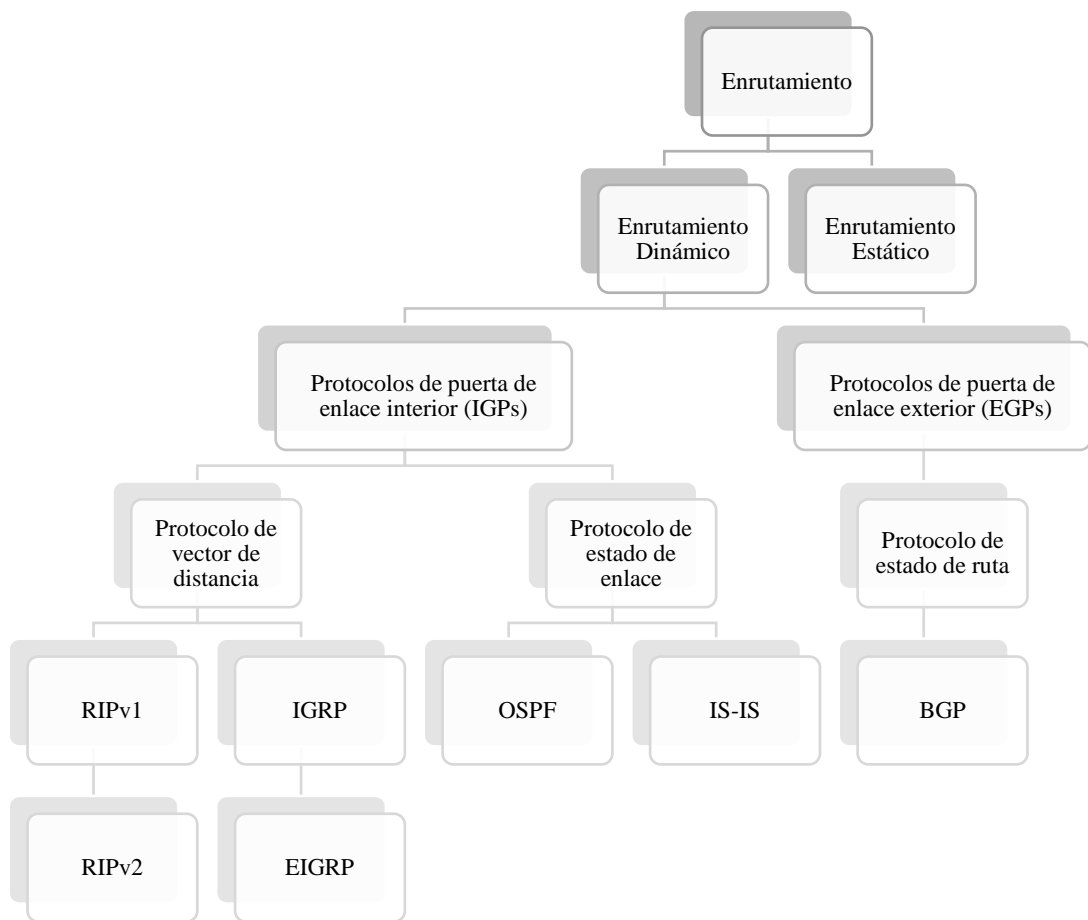 Enrutamiento
Enrutamiento
Dinámico
Enrutamiento
Estático
Protocolos de puerta de
enlace interior (IGPs)
Protocolos de puerta de
enlace exterior (EGPs)
Protocolo de
vector de
distancia
Protocolo de
estado de
enlace
Protocolo de
estado de ruta
RIPv1
IGRP
OSPF
IS-IS
BGP
RIPv2
EIGRP